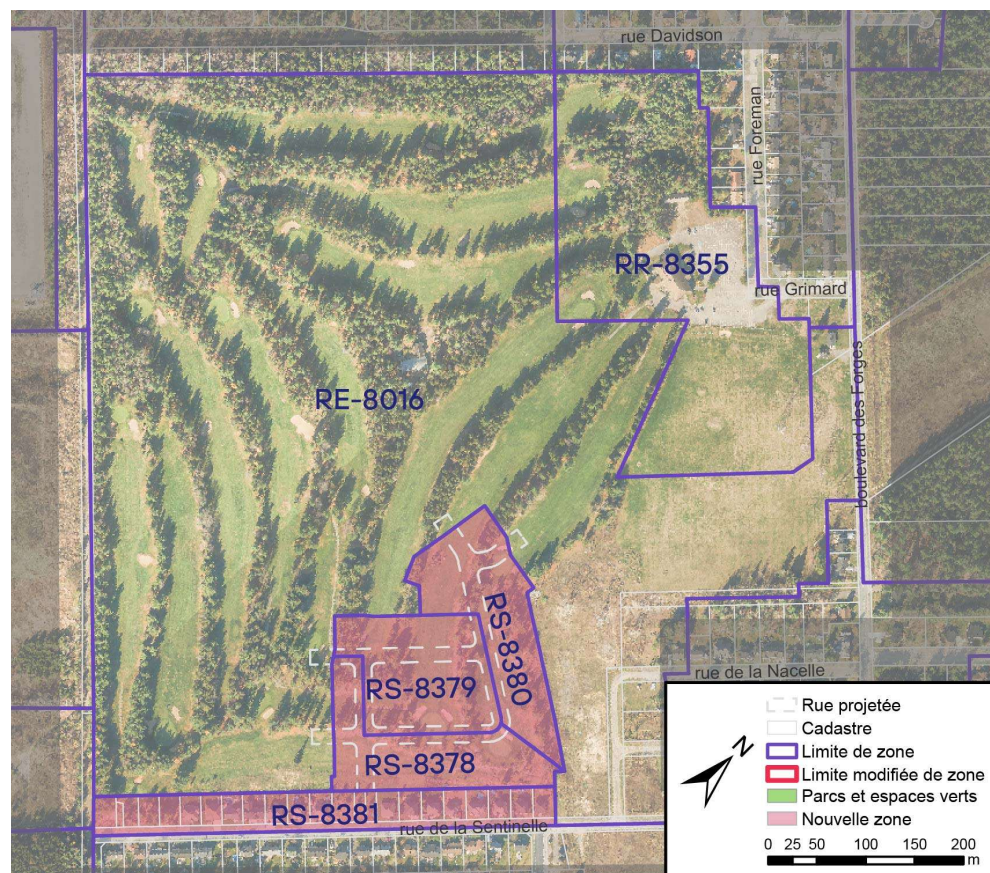 rue Davidson
rue Foreman
RR-8355
rue Grimard
boulevard des Forges
RE-8016
RS-8380
RS-8379
rue de la Nacelle
RS-8378
RS-8381
rue de la Sentinelle
N
Rue projetée
Cadastre
Limite de zone
Limite modifiée de zone
Parcs et espaces verts
Nouvelle zone
0 25 50 100 150 200
m